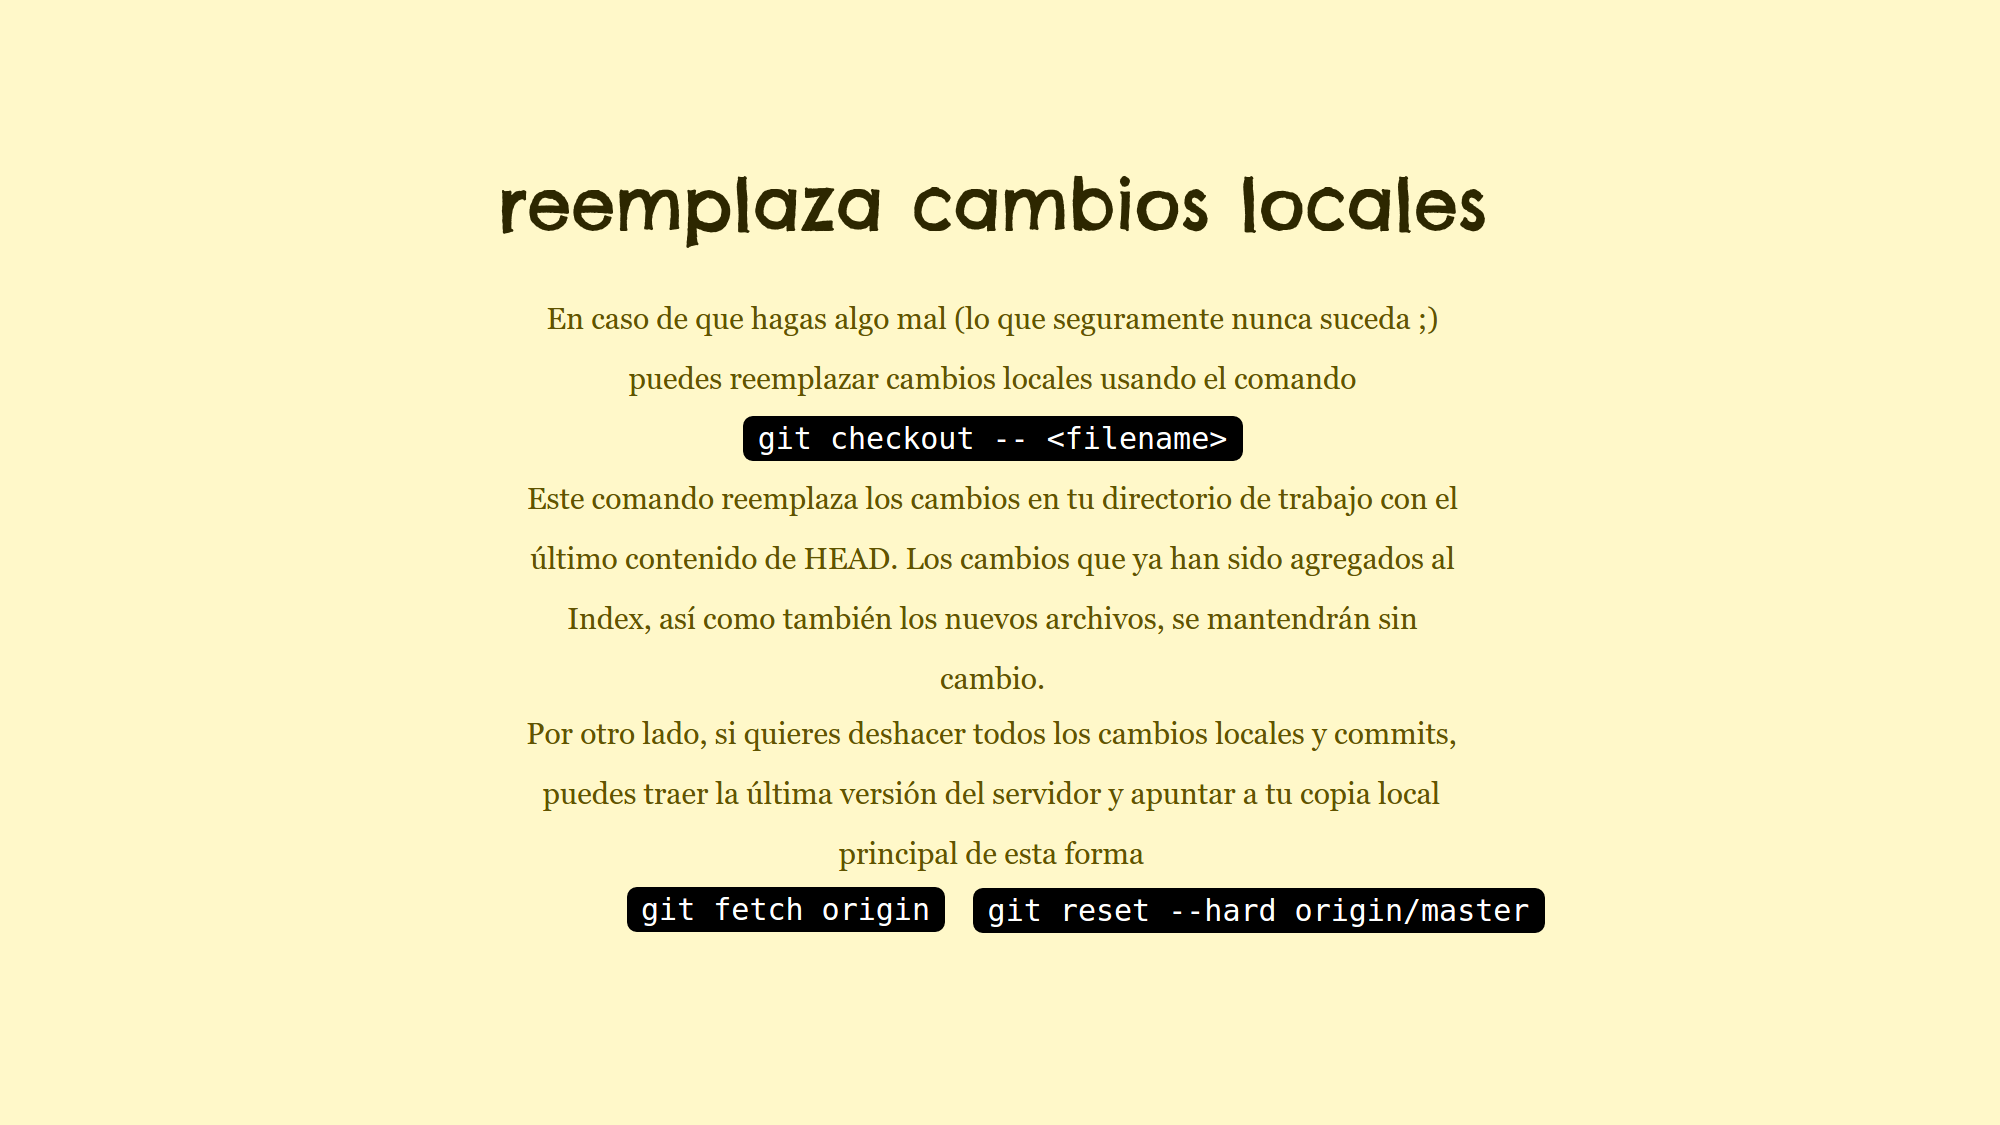 reemplaza cambios locales
En caso de que hagas algo mal (lo que seguramente nunca suceda ;)
puedes reemplazar cambios locales usando el comando
git checkout -- <filename>
Este comando reemplaza los cambios en tu directorio de trabajo con el
último contenido de HEAD. Los cambios que ya han sido agregados al
Index, así como también los nuevos archivos, se mantendrán sin
cambio.
Por otro lado, si quieres deshacer todos los cambios locales y commits,
puedes traer la última versión del servidor y apuntar a tu copia local
principal de esta forma
git fetch origin git reset --hard origin/master